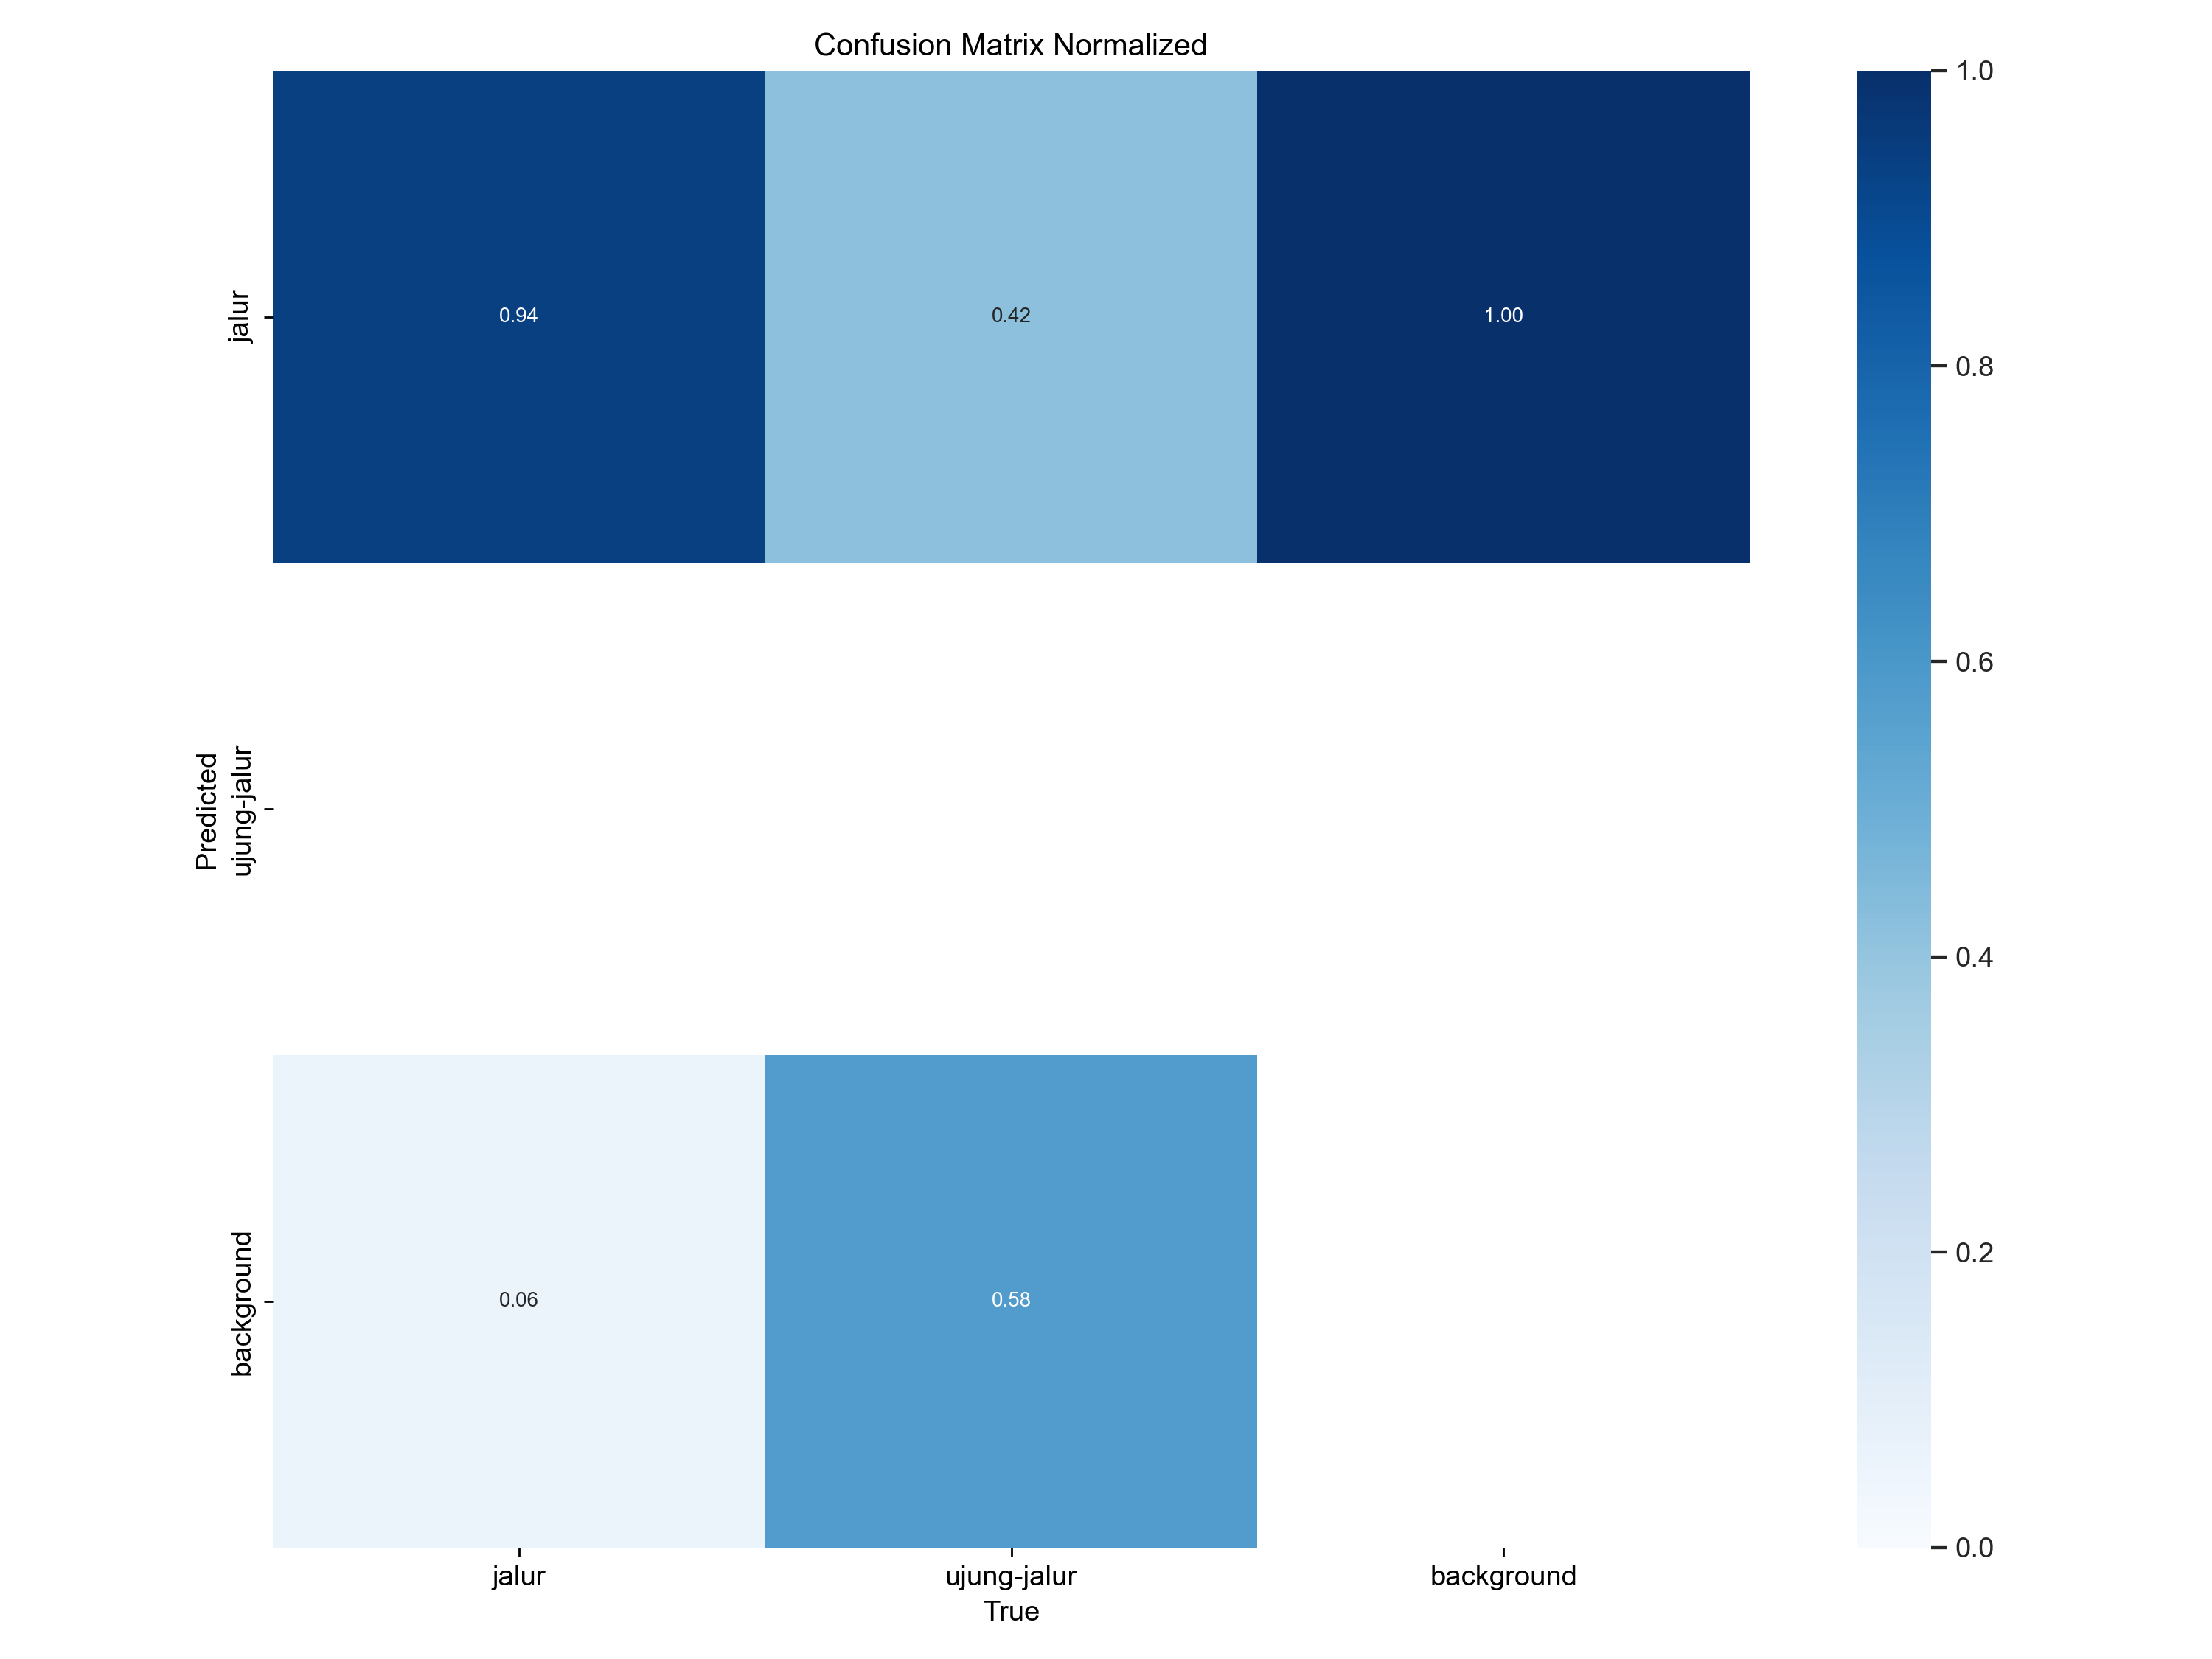 Confusion Matrix Normalized
jalur
0.94
0.42
1.00
Predicted
ujung-jalur
background
0.06
0.58
jalur
ujung-jalur
background
True
1.0
0.8
0.6
0.4
0.2
0.0